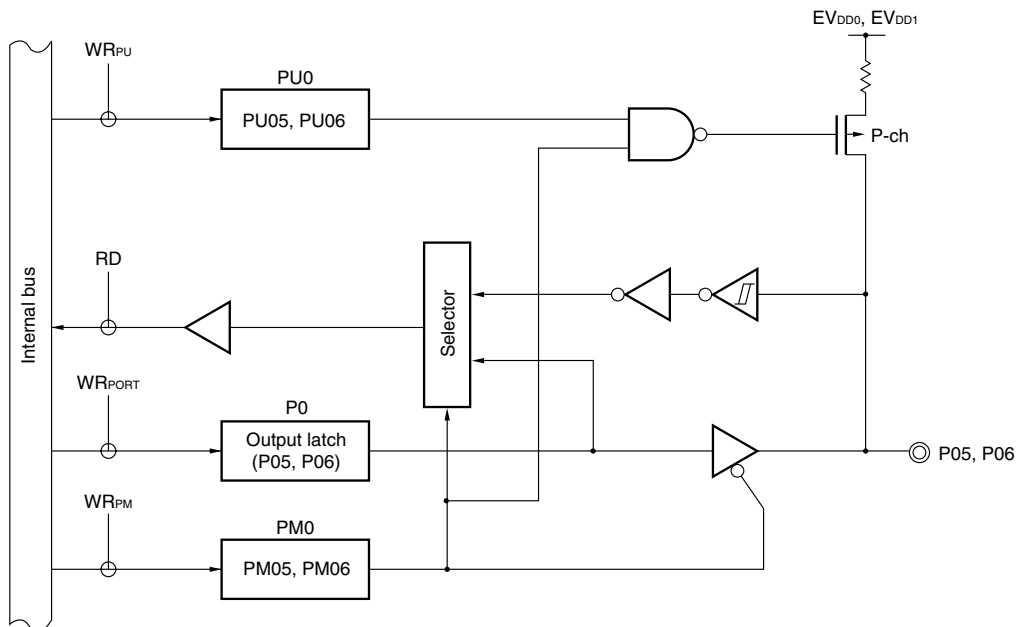 EVDD0, EVDD1
WRPU
PU0
PU05, PU06
P-ch
RD
Internal bus
Selector
WRPORT
P0
Output latch
(P05, P06)
P05, P06
WRPM
PM0
PM05, PM06